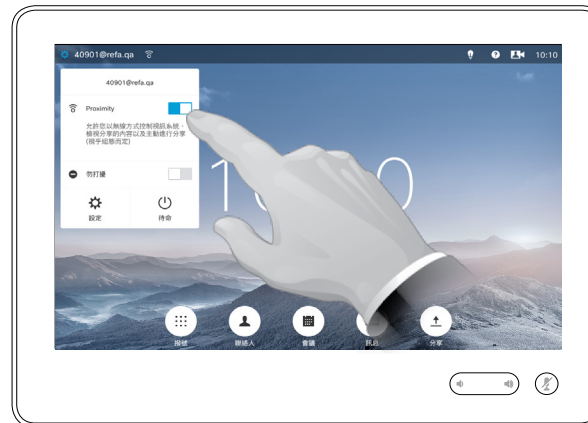 40901@refa.qa
10:10
40901@refa.qa
Proximity
允許您以無線方式控制視訊系統、
檢視分享的內容以及主動進行分享
(視乎組態而定)
勿打擾
設定 待命
撥號 聯絡人 會議 訊息 分享